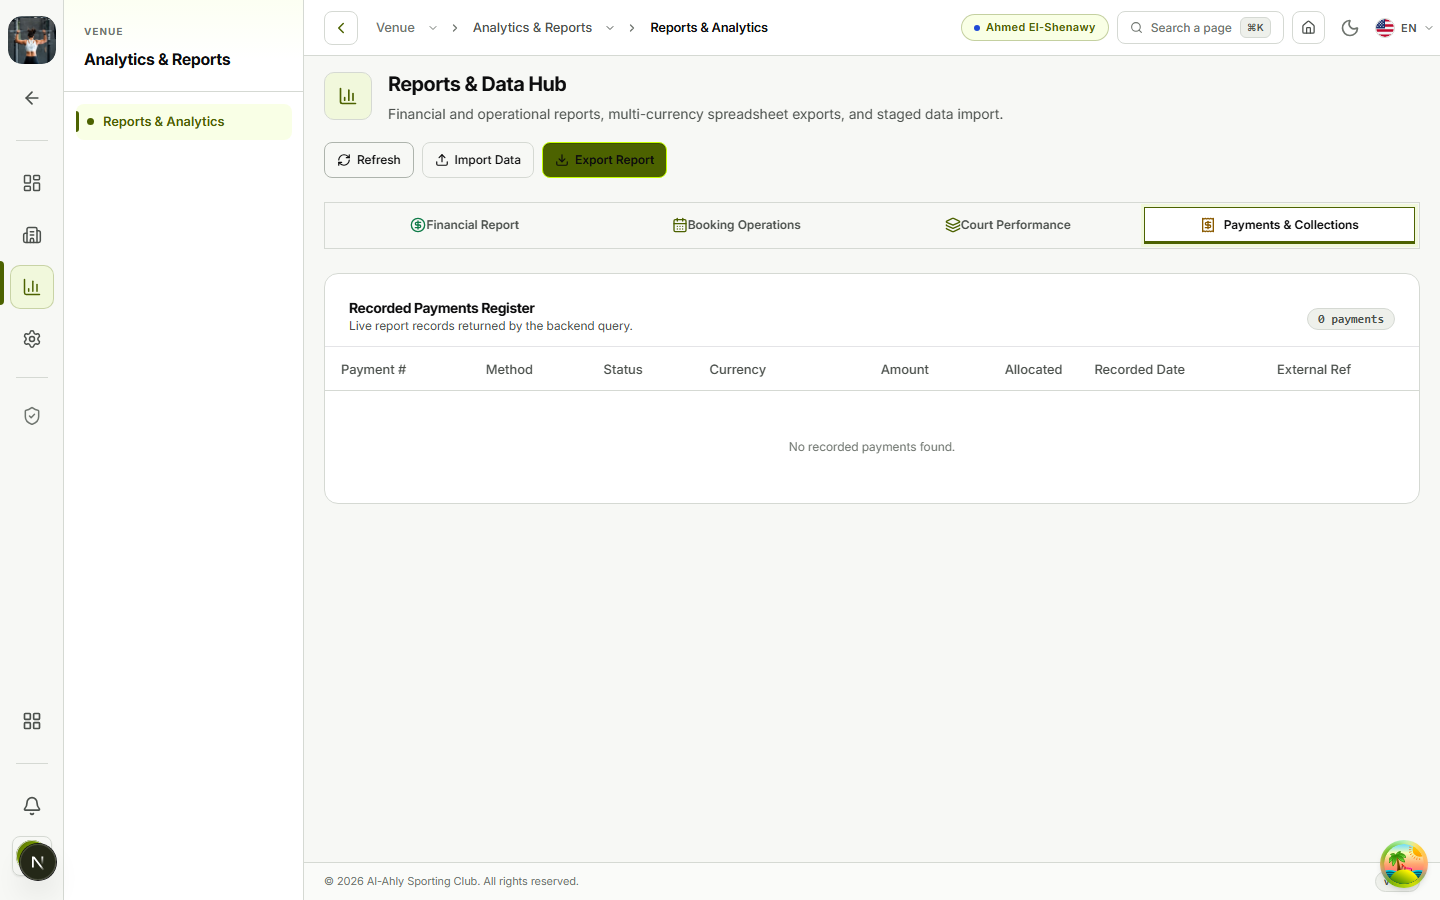 VENUE
Analytics & Reports
Reports & Analytics
Venue
Analytics & Reports
Reports & Analytics
Ahmed El-Shenawy
Search a page
⌘K
EN
Reports & Data Hub
Financial and operational reports, multi-currency spreadsheet exports, and staged data import.
Refresh
Import Data
Export Report
Financial Report
Booking Operations
Court Performance
Payments & Collections
Recorded Payments Register
Live report records returned by the backend query.
0 payments
Payment # Method Status Currency Amount Allocated Recorded Date External Ref
No recorded payments found.
N
© 2026 Al-Ahly Sporting Club. All rights reserved.